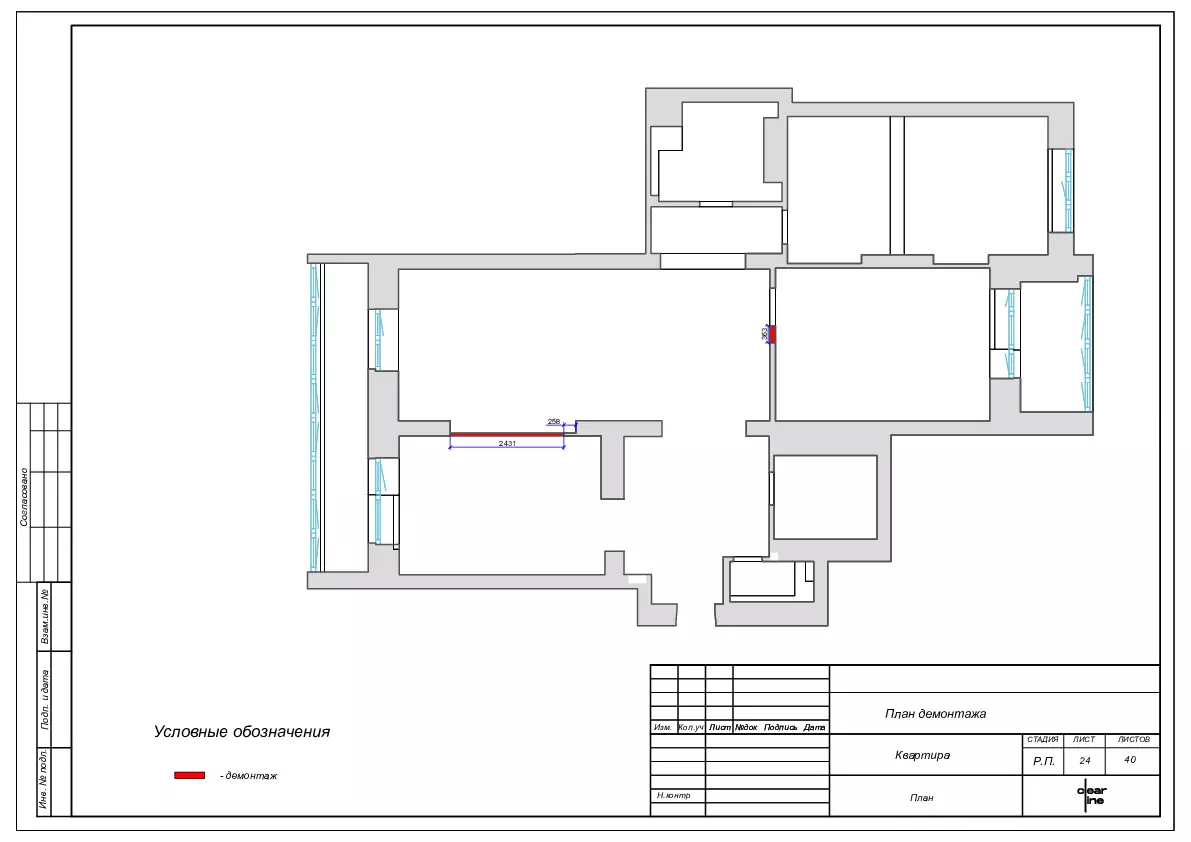 363
258
2431
Согласовано
Взам.инв.№
Подп. и дата
Инв. № подл.
Условные обозначения
- демонтаж
Изм. Кол.уч Лист №док Подпись Дата
Н.контр
План демонтажа
Квартира
СТАДИЯ ЛИСТ ЛИСТОВ
Р.П. 24 40
План
clear
line